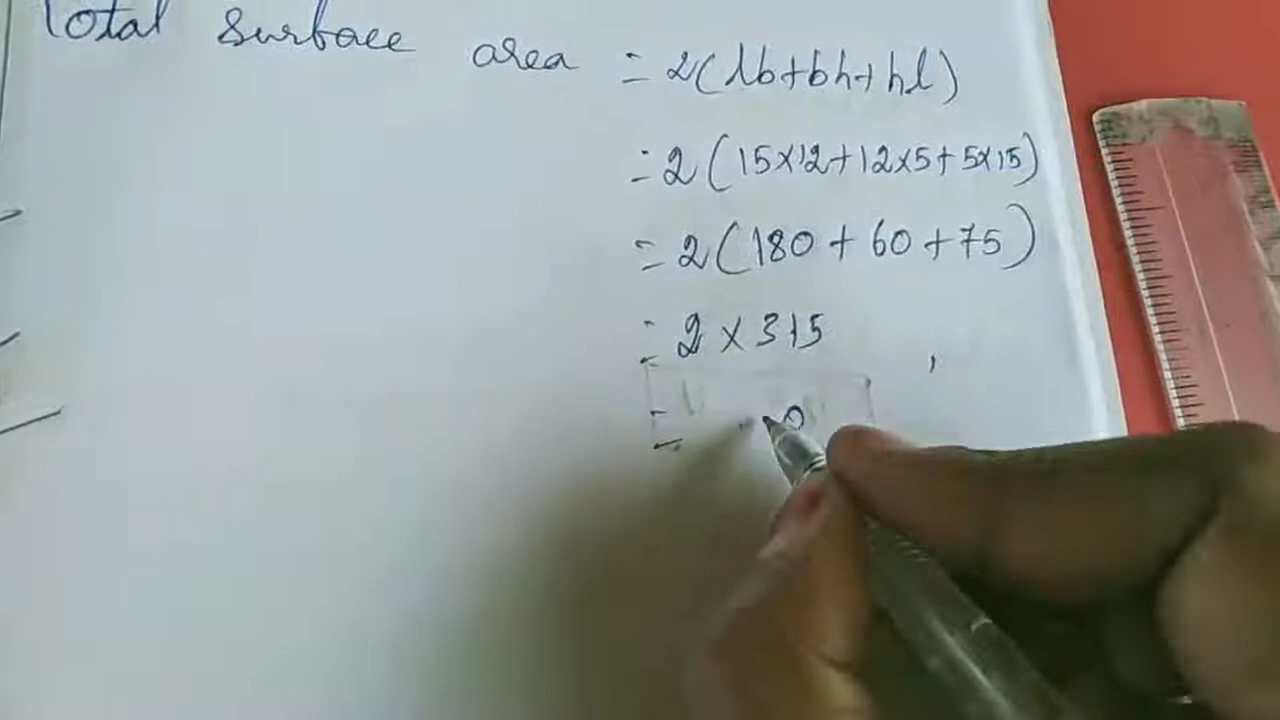 Total surface area = 2(lb+bh+hl)
= 2(15×12+12×5+5×15)
= 2(180+60+75)
= 2×315
= 0